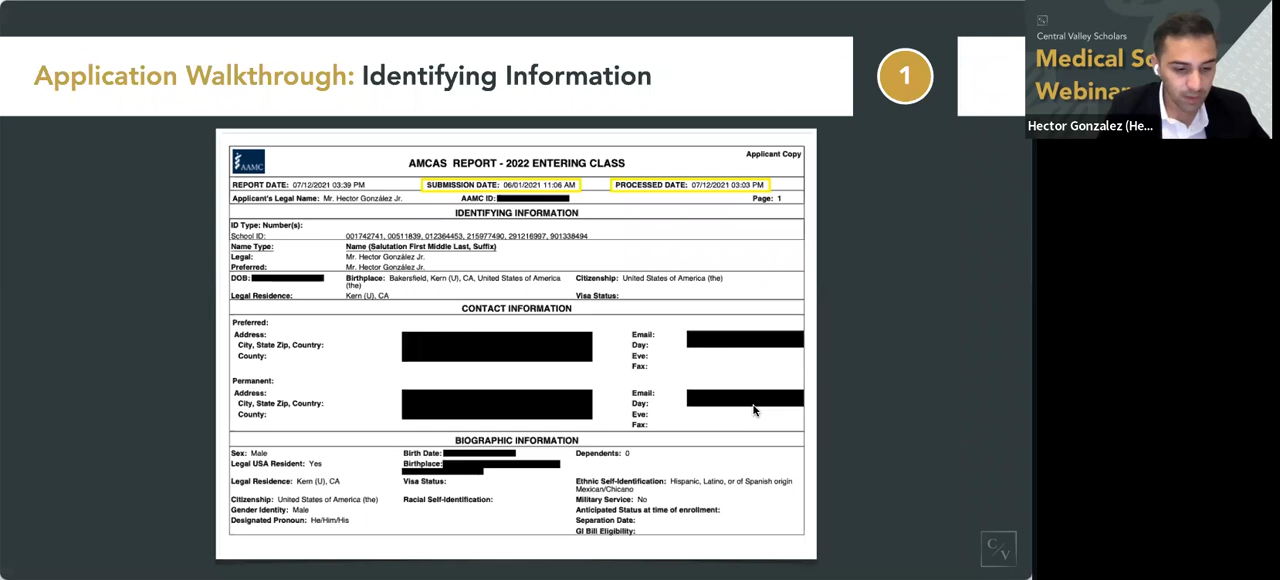 Application Walkthrough: Identifying Information
1
Central Valley Scholars
Medical Sc
Webinar
Hector Gonzalez (He...
AAMC
AMCAS REPORT - 2022 ENTERING CLASS
Applicant Copy
REPORT DATE: 07/12/2021 03:39 PM SUBMISSION DATE: 06/01/2021 11:06 AM PROCESSED DATE: 07/12/2021 03:03 PM
Applicant's Legal Name: Mr. Hector González Jr. AAMC ID: Page: 1
IDENTIFYING INFORMATION
ID Type: Number(s):
School ID: 001742741, 00511839, 012364453, 215977490, 291216997, 901338494
Name Type: Name (Salutation First Middle Last, Suffix)
Legal: Mr. Hector González Jr.
Preferred: Mr. Hector González Jr.
DOB: Birthplace: Bakersfield, Kern (U), CA, United States of America Citizenship: United States of America (the)
(the)
Legal Residence: Kern (U), CA Visa Status:
CONTACT INFORMATION
Preferred:
Address: Email:
City, State Zip, Country: Day:
County: Eve:
Fax:
Permanent:
Address: Email:
City, State Zip, Country: Day:
County: Eve:
Fax:
BIOGRAPHIC INFORMATION
Sex: Male Birth Date: Dependents: 0
Legal USA Resident: Yes Birthplace:
Legal Residence: Kern (U), CA Visa Status: Ethnic Self-Identification: Hispanic, Latino, or of Spanish origin
Mexican/Chicano
Citizenship: United States of America (the) Racial Self-Identification: Military Service: No
Gender Identity: Male Anticipated Status at time of enrollment:
Designated Pronoun: He/Him/His Separation Date:
GI Bill Eligibility:
C/V